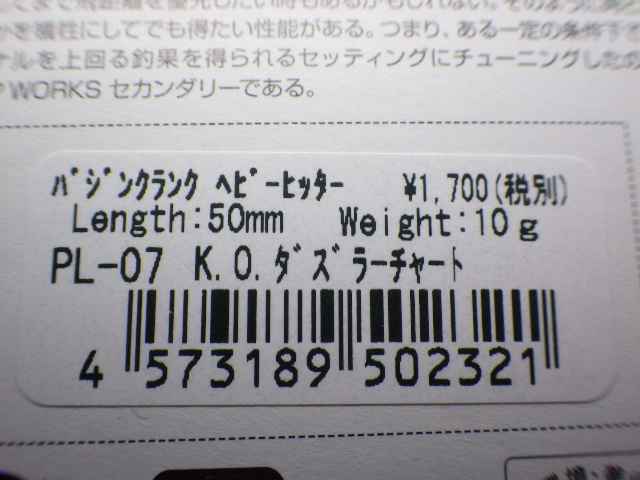 を犠牲にしてでも得たい性能がある。つまり、ある一定の条件下で
ナルを上回る釣果を得られるセッティングにチューニングしたの
WORKS セカンダリーである。
ﾊﾞｼﾞﾝｸﾗﾝｸ ﾍﾋﾞｰﾋｯﾀｰ ¥1,700(税別)
Length:50mm Weight:10g
PL-07 K.O.ﾀﾞｽﾞﾗｰﾁｬｰﾄ
4 573189 502321